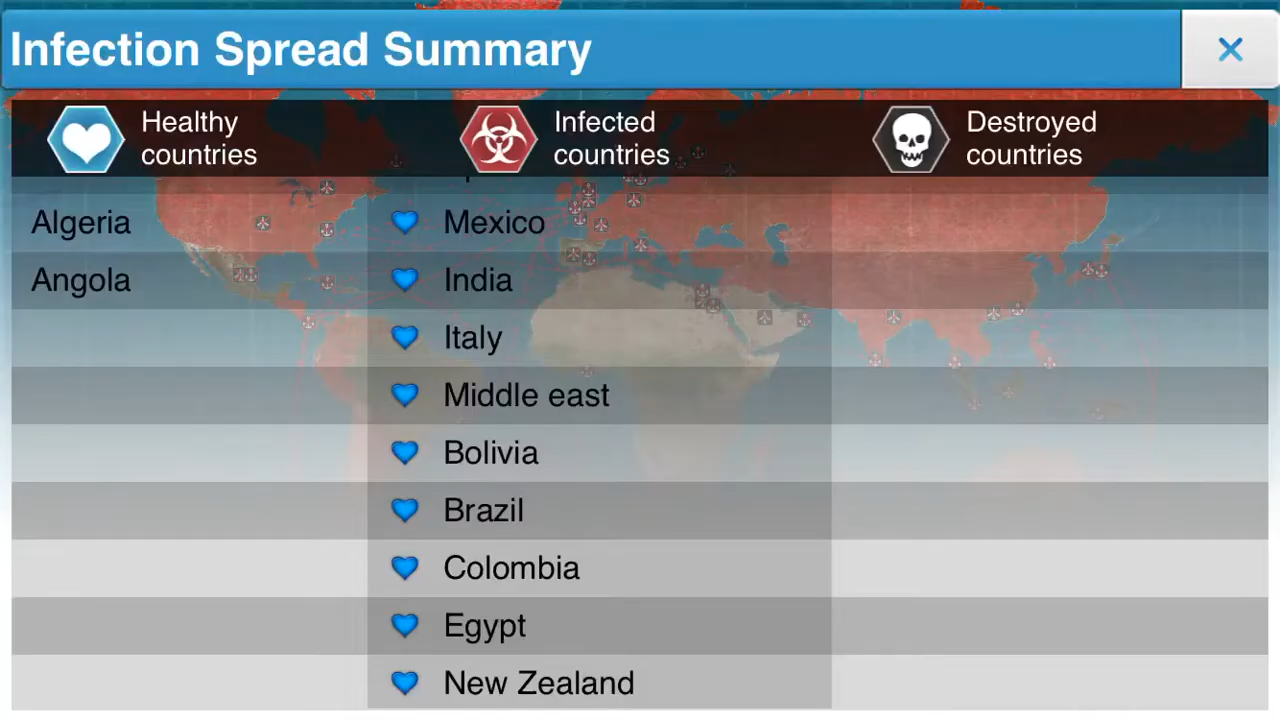 Infection Spread Summary
Healthy
countries
Infected
countries
Destroyed
countries
Algeria
Mexico
Angola
India
Italy
Middle east
Bolivia
Brazil
Colombia
Egypt
New Zealand